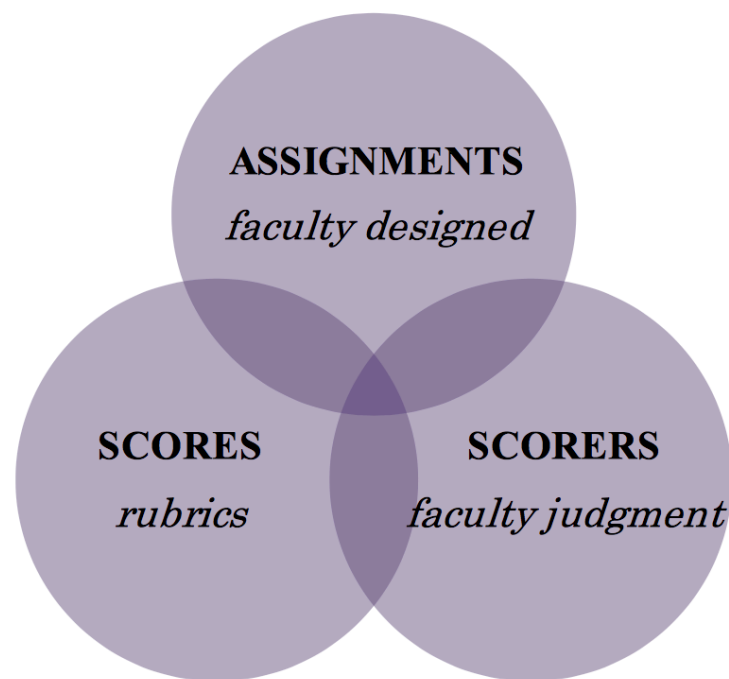 ASSIGNMENTS
faculty designed
SCORES
rubrics
SCORERS
faculty judgment